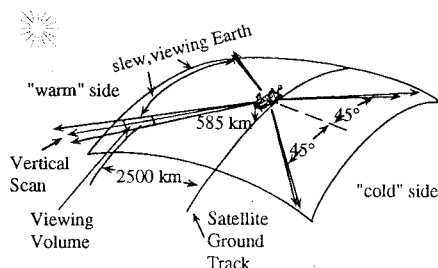 slew, viewing Earth
"warm" side
585 km
45°
45°
Vertical
Scan
2500 km
"cold" side
Viewing
Volume
Satellite
Ground
Track